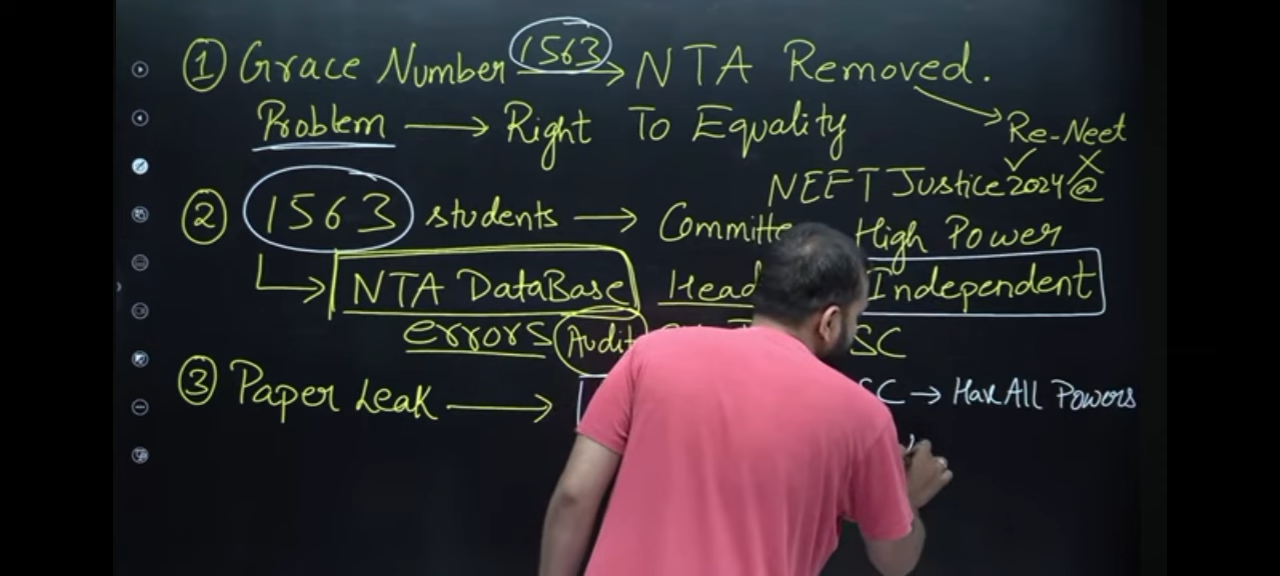 ① Grace Number 1563 → NTA Removed.
Problem → Right To Equality
Re-Neet
NEET Justice 2024 @
② 1563 students → Committe High Power
NTA DataBase Head Independent
errors Audit SC
③ Paper Leak → SC → Have All Powers